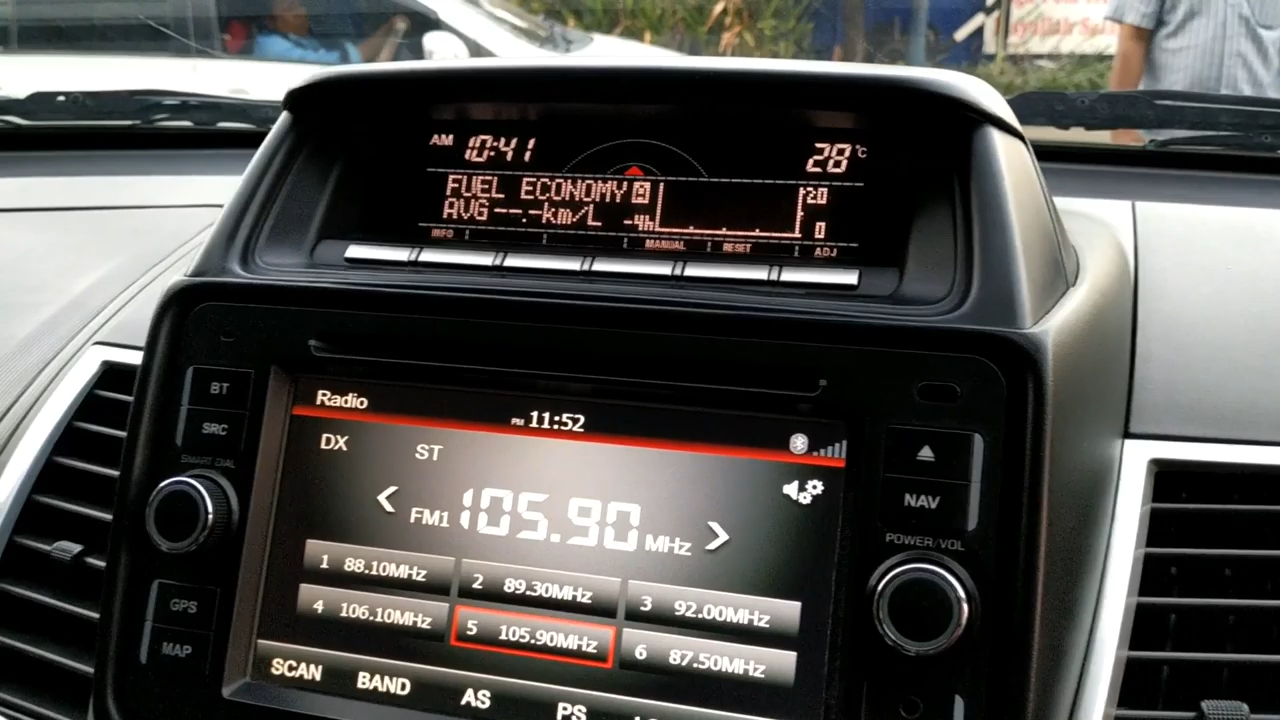 AM 10:41 28°C
FUEL ECONOMY A 20
AVG --.-km/L -4h 0
INFO MANUAL RESET ADJ
BT
SRC
SMART DIAL
GPS
MAP
Radio PM 11:52
DX ST
FM1 105.90 MHz
1 88.10MHz 2 89.30MHz 3 92.00MHz
4 106.10MHz 5 105.90MHz 6 87.50MHz
SCAN BAND AS PS
NAV
POWER/VOL